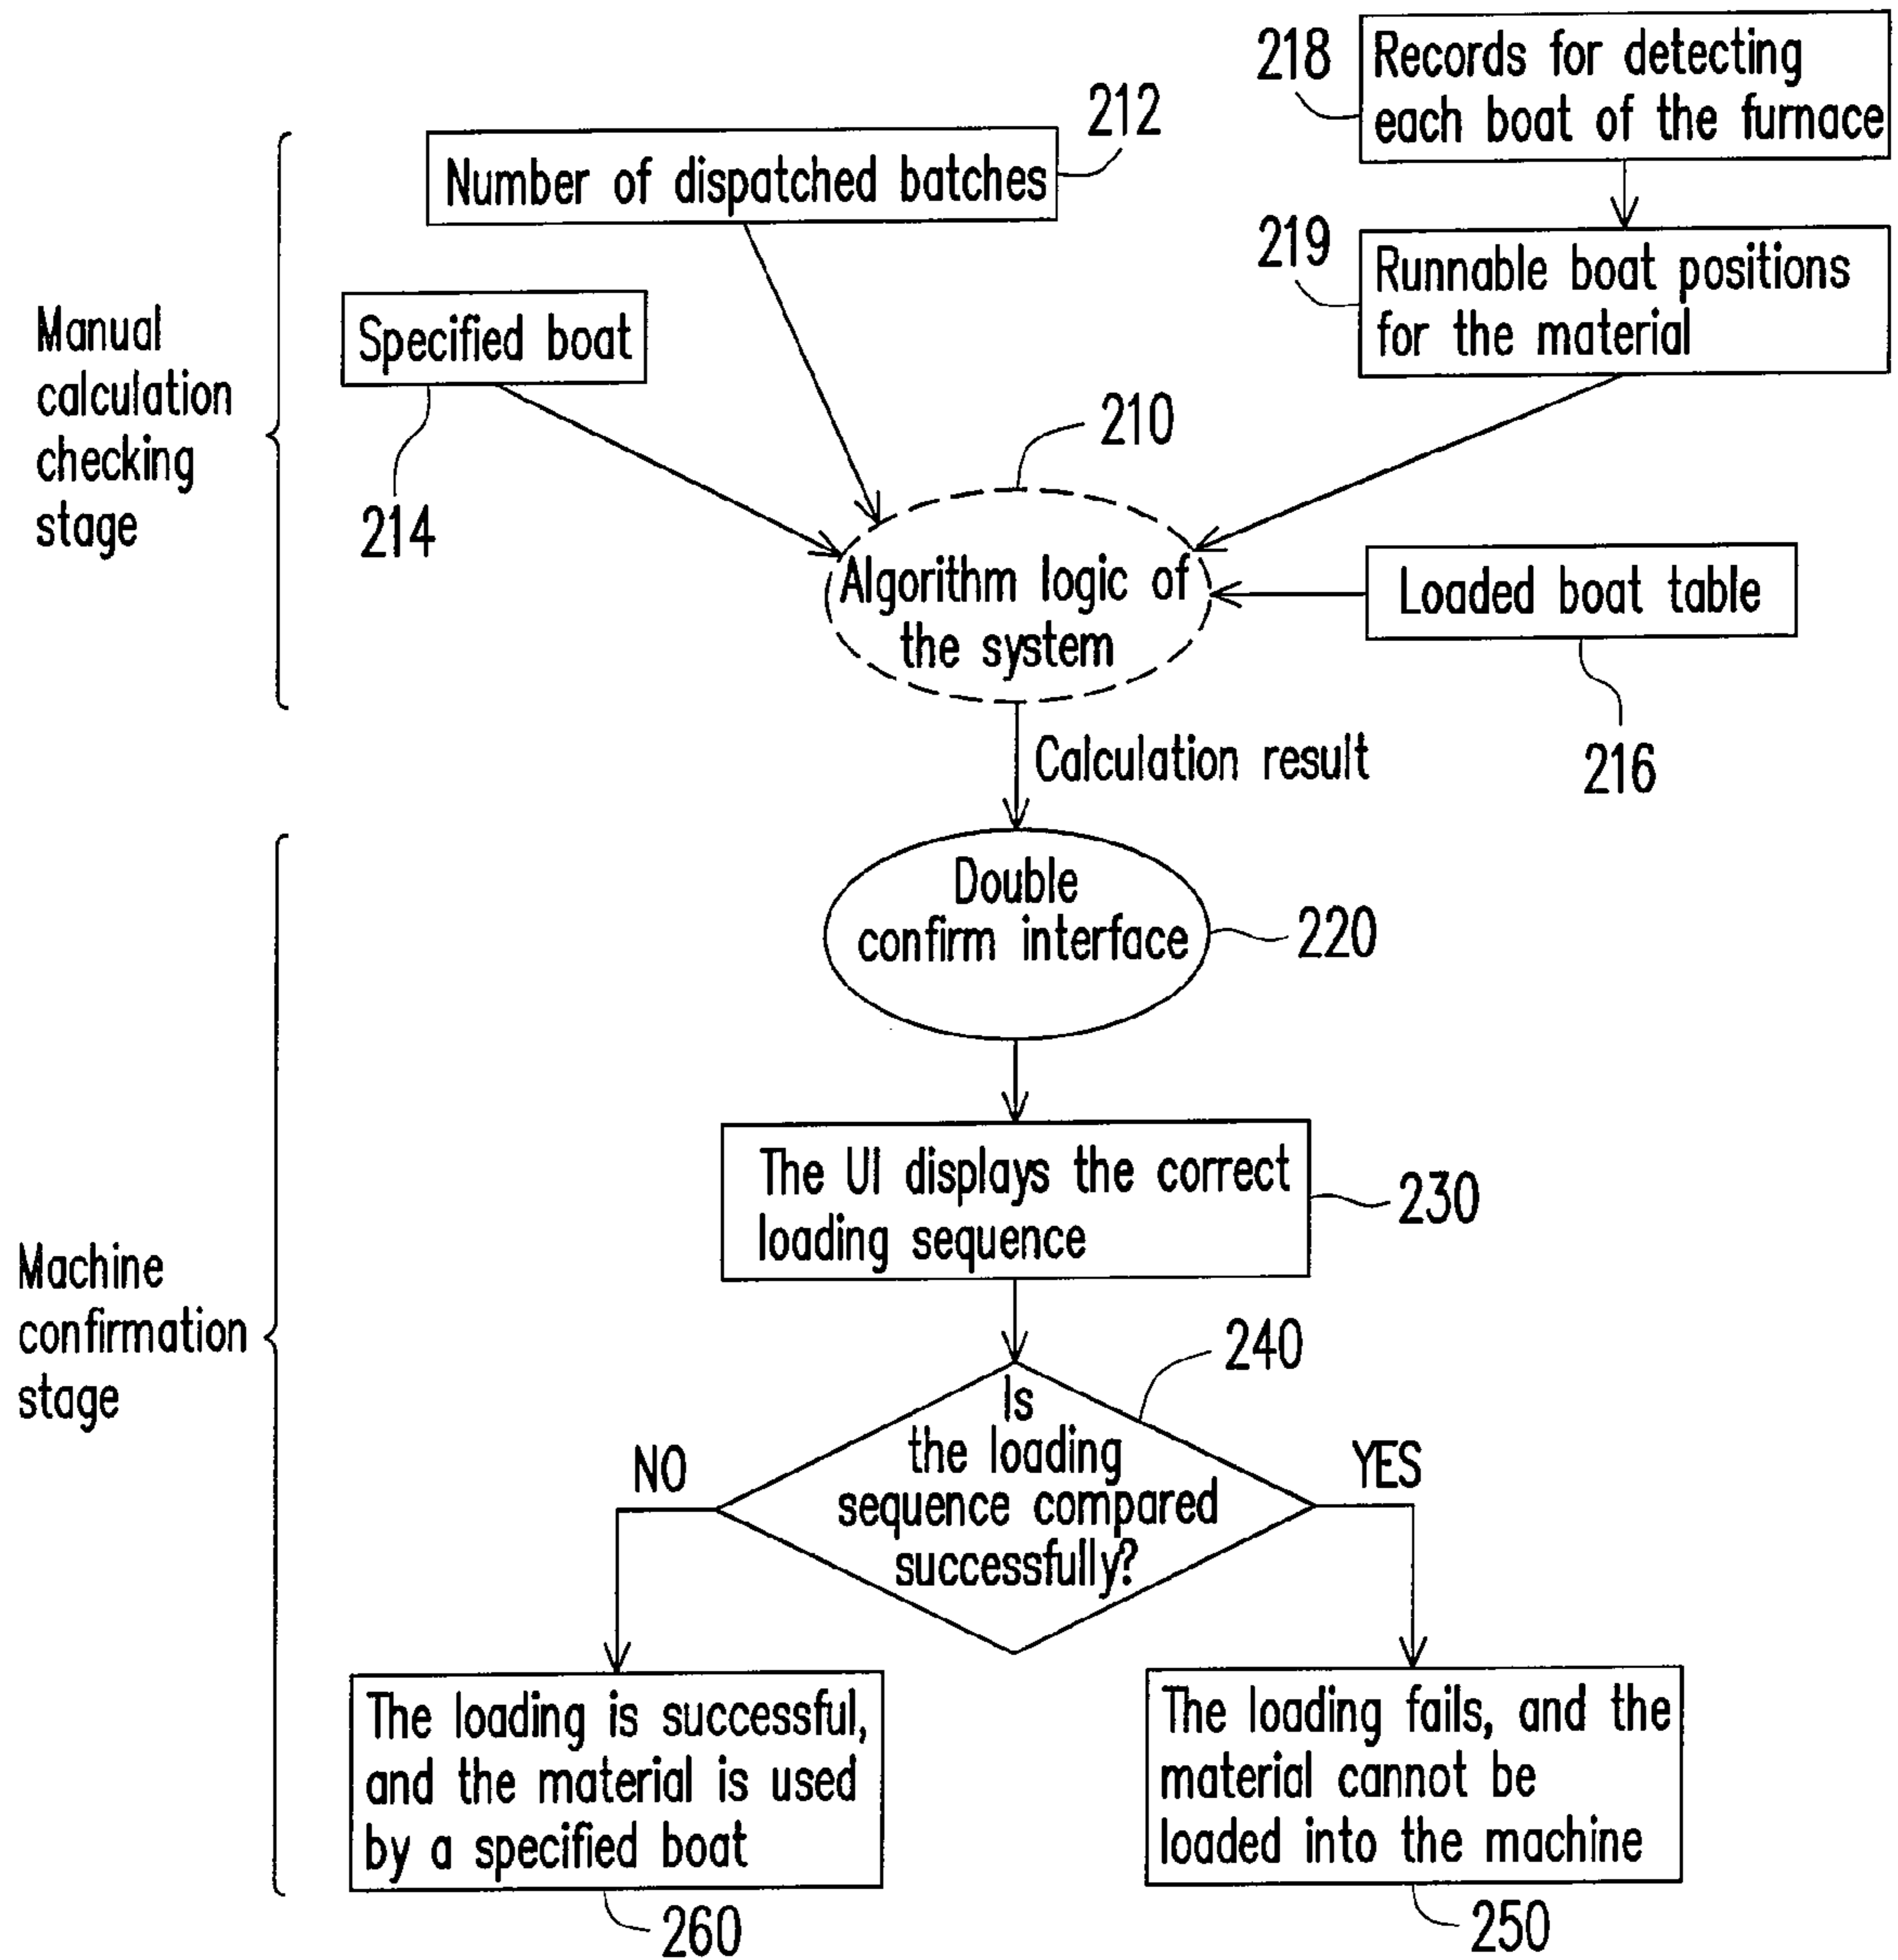 218
Records for detecting
each boat of the furnace
212
Number of dispatched batches
219
Runnable boat positions
for the material
Manual
calculation
checking
stage
Specified boat
214
210
Algorithm logic of
the system
Loaded boat table
216
Calculation result
Double
confirm interface
220
The UI displays the correct
loading sequence
230
Machine
confirmation
stage
240
Is
the loading
sequence compared
successfully?
NO
YES
The loading is successful,
and the material is used
by a specified boat
260
The loading fails, and the
material cannot be
loaded into the machine
250